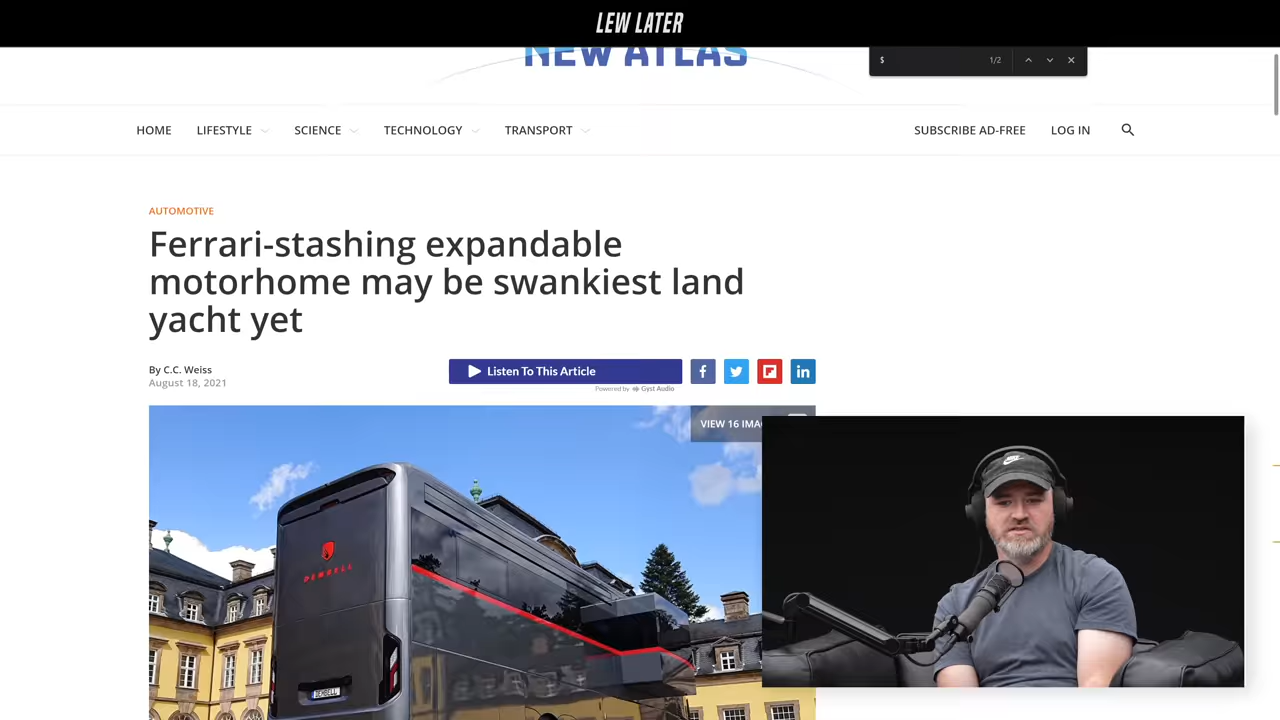 LEW LATER
NEW ATLAS
$ 1/2
HOME LIFESTYLE SCIENCE TECHNOLOGY TRANSPORT SUBSCRIBE AD-FREE LOG IN
AUTOMOTIVE
Ferrari-stashing expandable
motorhome may be swankiest land
yacht yet
By C.C. Weiss
August 18, 2021
Listen To This Article
Powered by Gyst Audio
VIEW 16 IMA
DEMBELL
DEMBELL